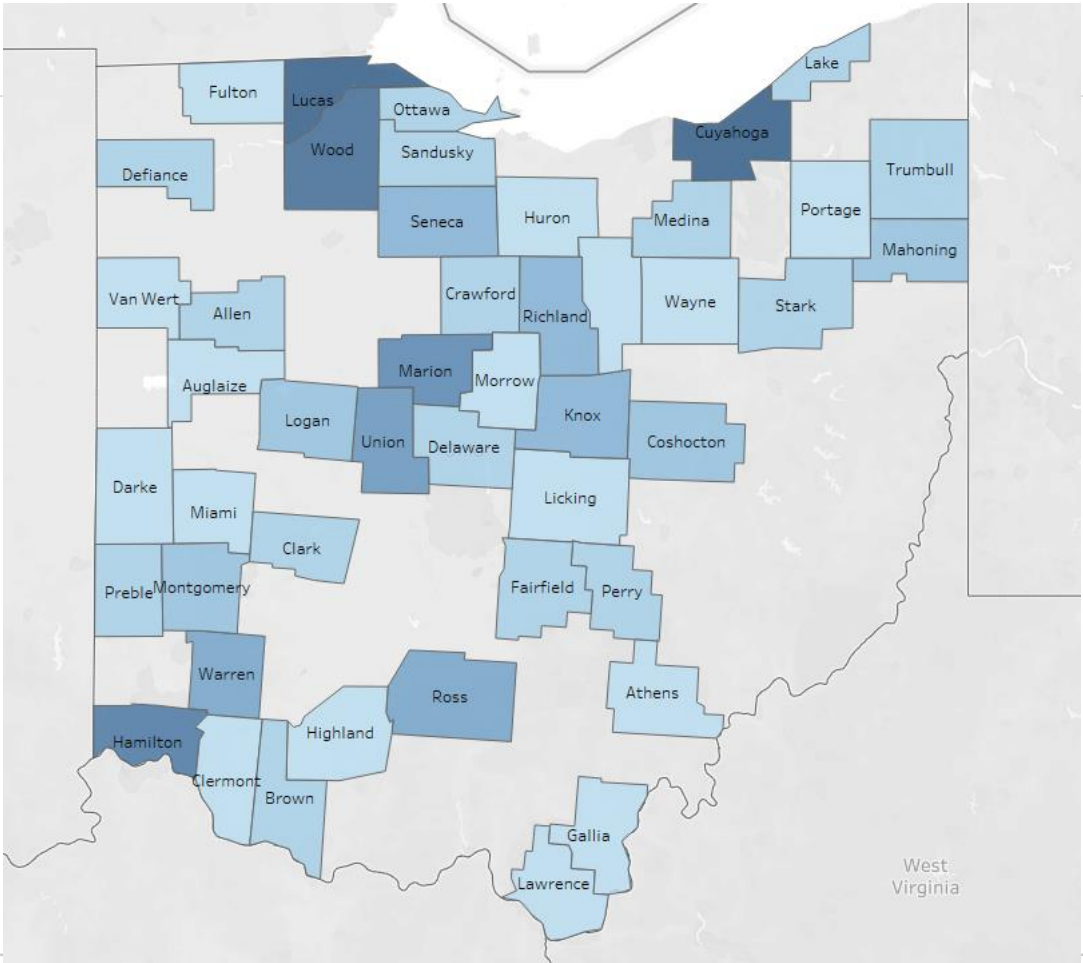 Lake
Fulton
Lucas
Ottawa
Cuyahoga
Wood
Sandusky
Trumbull
Defiance
Portage
Seneca
Huron
Medina
Mahoning
Van Wert
Crawford
Wayne
Stark
Allen
Richland
Marion
Morrow
Auglaize
Knox
Logan
Union
Delaware
Coshocton
Darke
Licking
Miami
Clark
Fairfield
Preble
Montgomery
Perry
Warren
Ross
Athens
Highland
Hamilton
Clermont
Brown
Gallia
West
Virginia
Lawrence